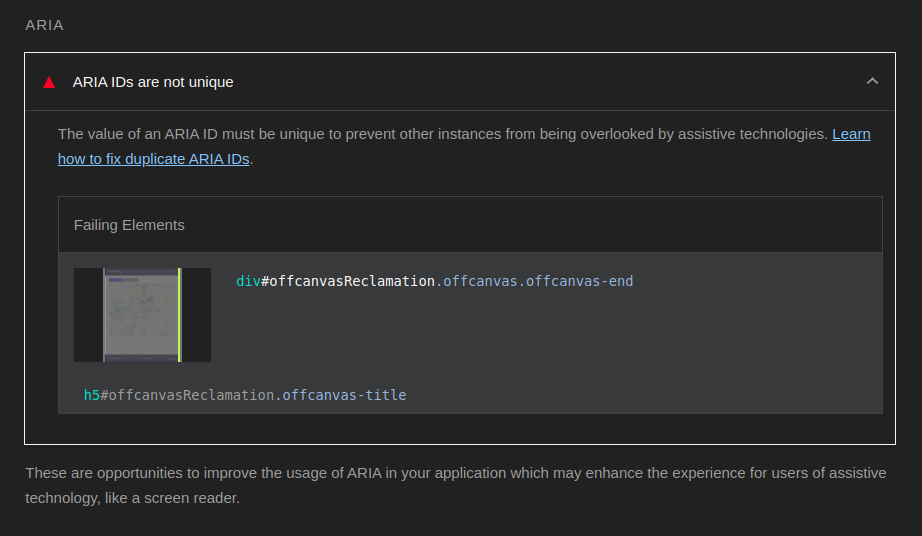 ARIA
ARIA IDs are not unique
The value of an ARIA ID must be unique to prevent other instances from being overlooked by assistive technologies. Learn
how to fix duplicate ARIA IDs.
Failing Elements
div#offcanvasReclamation.offcanvas.offcanvas-end
h5#offcanvasReclamation.offcanvas-title
These are opportunities to improve the usage of ARIA in your application which may enhance the experience for users of assistive
technology, like a screen reader.